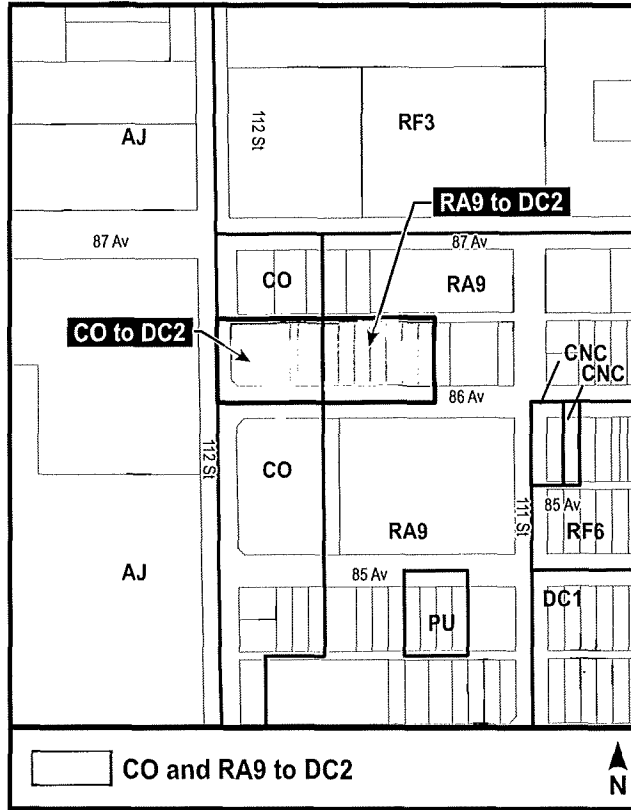 112 St
RF3
AJ
RA9 to DC2
87 Av
87 Av
CO
RA9
CO to DC2
CNC
CNC
86 Av
CO
112 St
111 St
85 Av
RF6
RA9
AJ
85 Av
DC1
PU
CO and RA9 to DC2
N